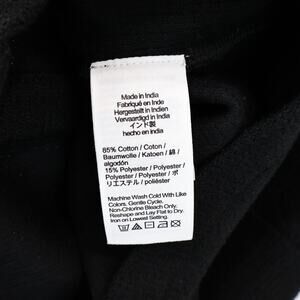 Made in India
Fabriqué en Inde
Hergestellt in Indien
Vervaardigd in India
インド製
hecho en india
85% Cotton / Coton /
Baumwolle / Katoen / 綿 /
algodón
15% Polyester / Polyester /
Polyester / Polyester / ポ
リエステル / poliéster
Machine Wash Cold With Like
Colors, Gentle Cycle.
Non-Chlorine Bleach Only.
Reshape and Lay Flat to Dry.
Iron on Lowest Setting.